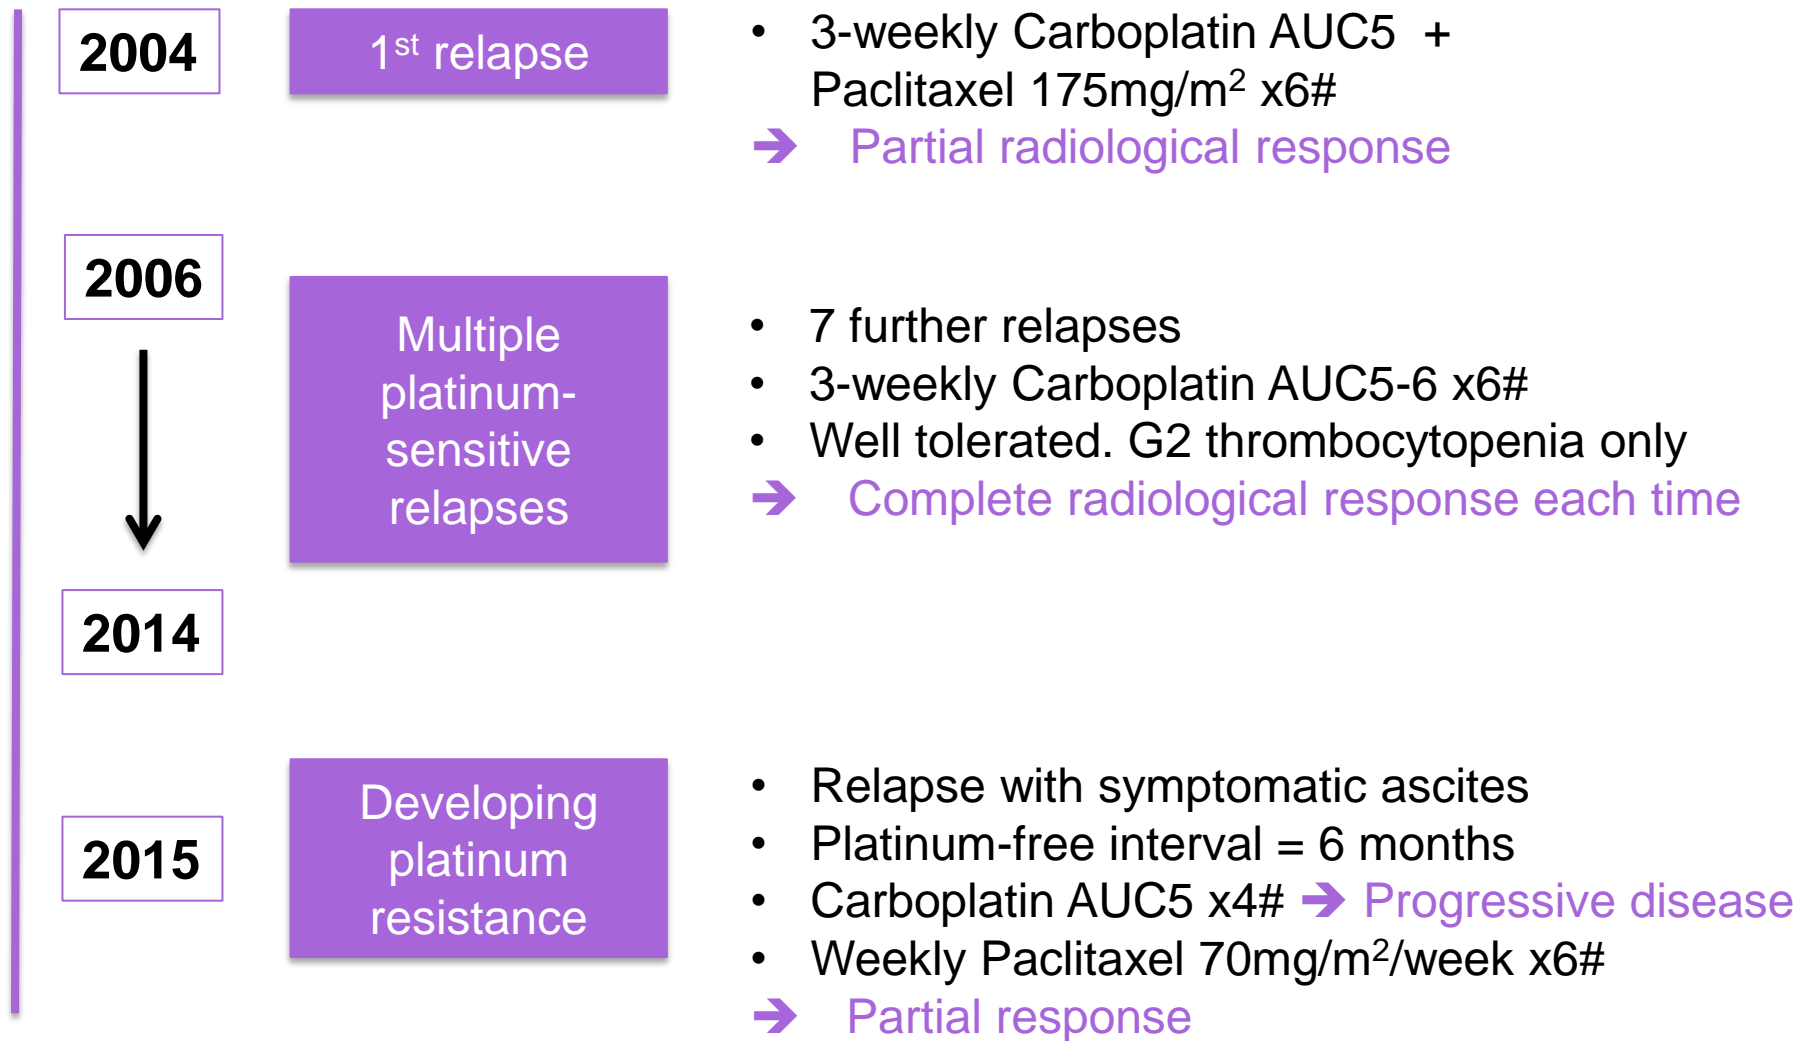 2004
1st relapse
• 3-weekly Carboplatin AUC5 +
Paclitaxel 175mg/m² x6#
➔ Partial radiological response
2006
Multiple
platinum-
sensitive
relapses
• 7 further relapses
• 3-weekly Carboplatin AUC5-6 x6#
• Well tolerated. G2 thrombocytopenia only
➔ Complete radiological response each time
2014
2015
Developing
platinum
resistance
• Relapse with symptomatic ascites
• Platinum-free interval = 6 months
• Carboplatin AUC5 x4# ➔ Progressive disease
• Weekly Paclitaxel 70mg/m²/week x6#
➔ Partial response